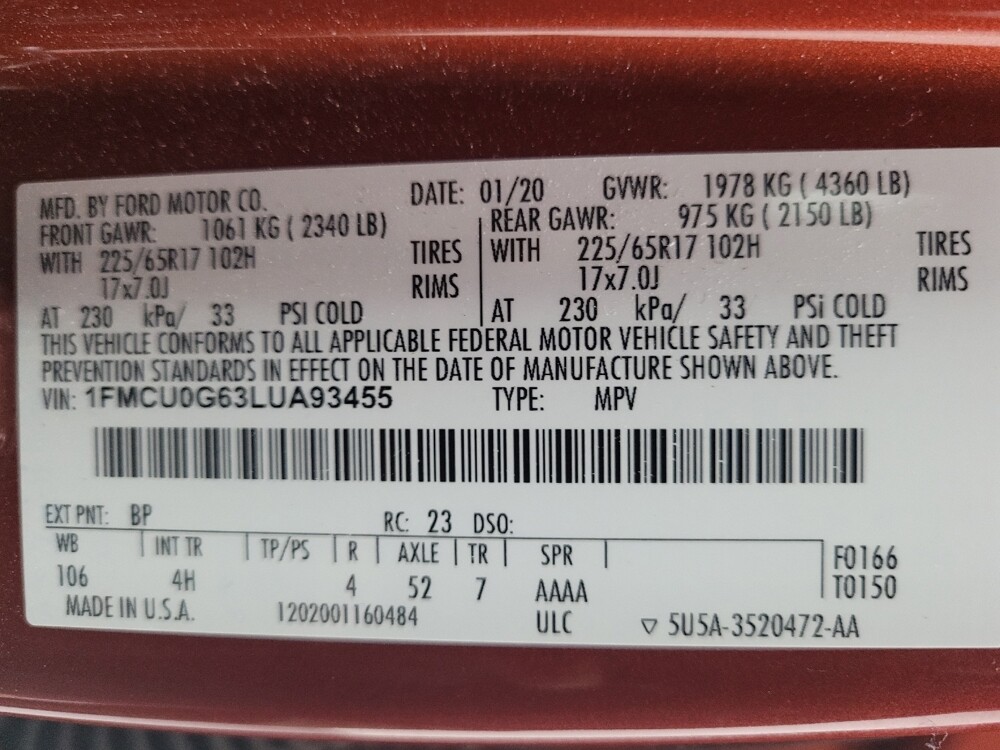 MFD. BY FORD MOTOR CO. DATE: 01/20 GVWR: 1978 KG ( 4360 LB)
FRONT GAWR: 1061 KG ( 2340 LB) REAR GAWR: 975 KG ( 2150 LB)
WITH 225/65R17 102H TIRES WITH 225/65R17 102H TIRES
17x7.0J RIMS 17x7.0J RIMS
AT 230 kPa/ 33 PSI COLD AT 230 kPa/ 33 PSi COLD
THIS VEHICLE CONFORMS TO ALL APPLICABLE FEDERAL MOTOR VEHICLE SAFETY AND THEFT
PREVENTION STANDARDS IN EFFECT ON THE DATE OF MANUFACTURE SHOWN ABOVE.
VIN: 1FMCU0G63LUA93455 TYPE: MPV
EXT PNT: BP RC: 23 DSO:
WB INT TR TP/PS R AXLE TR SPR F0166
106 4H 4 52 7 AAAA T0150
MADE IN U.S.A. 1202001160484 ULC ▽ 5U5A-3520472-AA